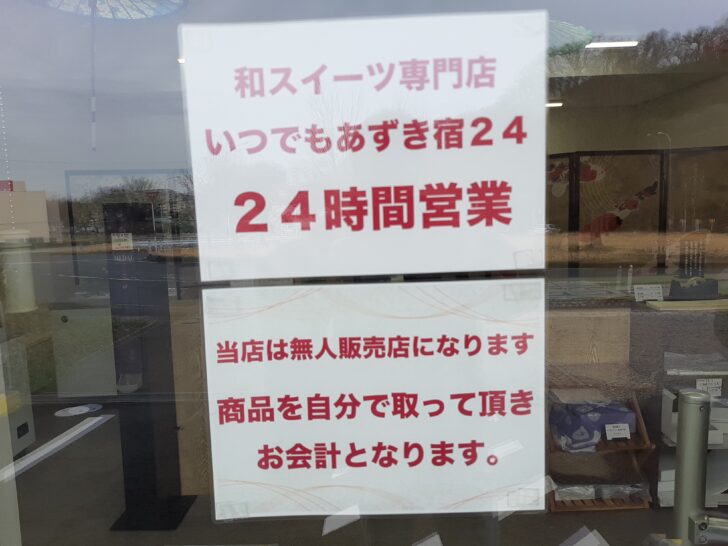 和スイーツ専門店
いつでもあずき宿２４
２４時間営業
当店は無人販売店になります
商品を自分で取って頂き
お会計となります。